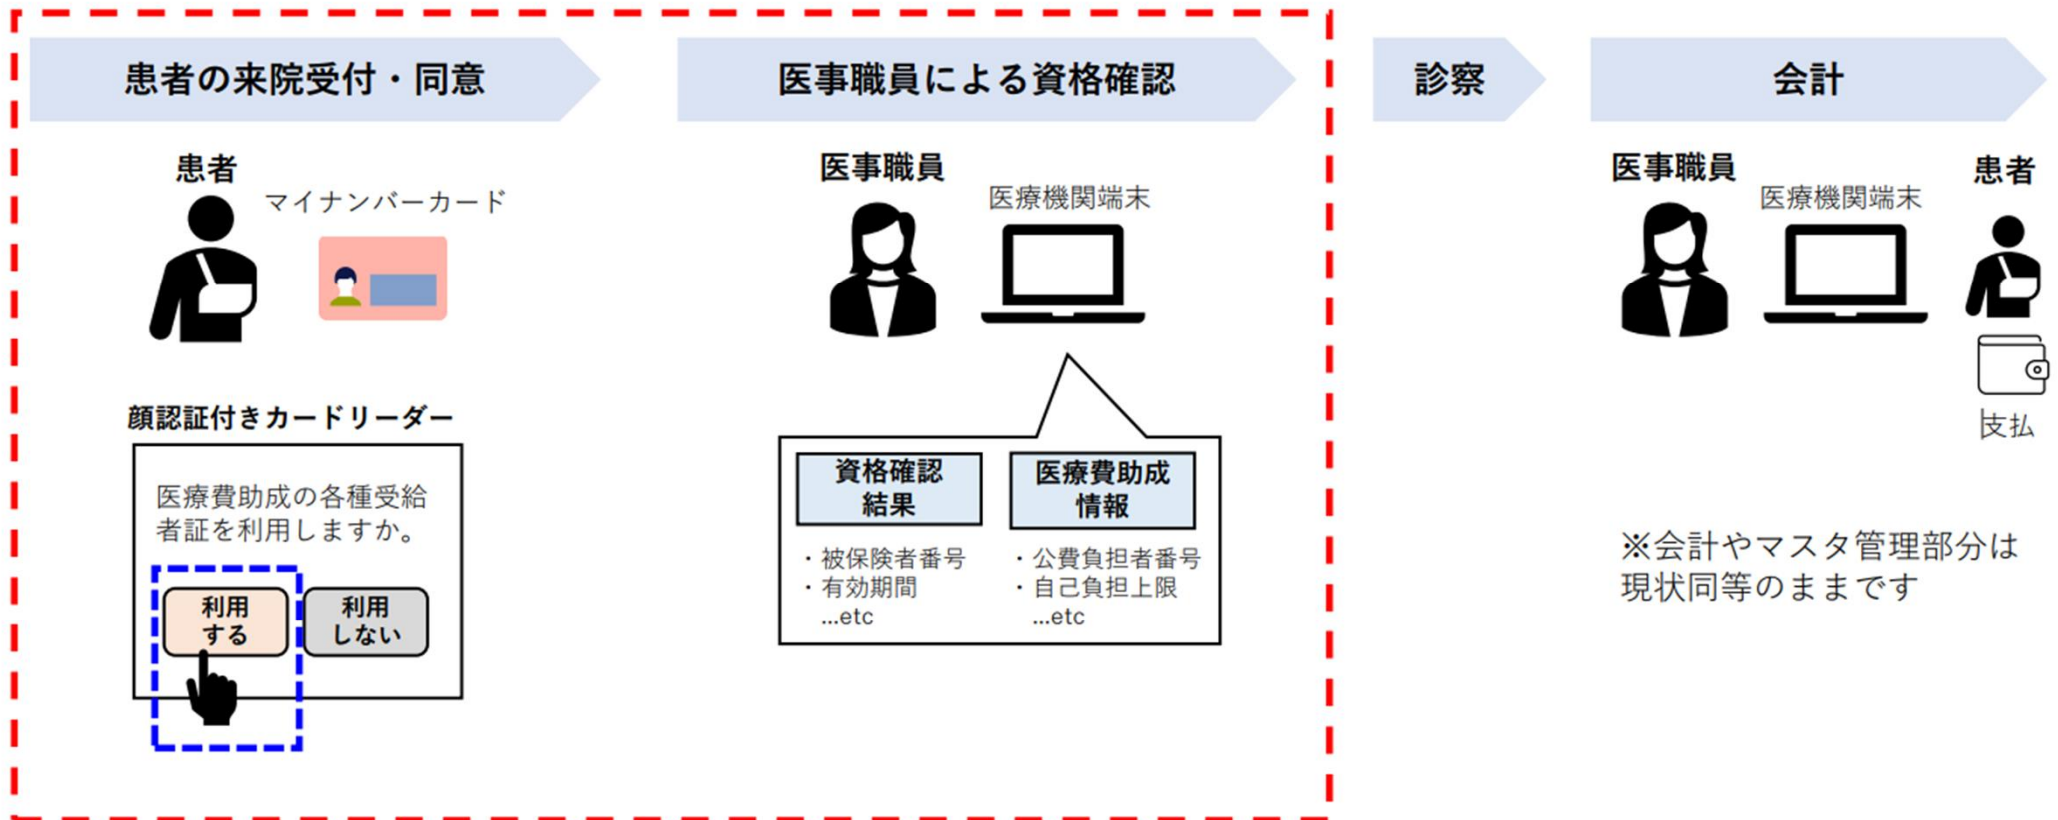 患者の来院受付・同意
医事職員による資格確認
診察
会計
患者
マイナンバーカード
顔認証付きカードリーダー
医療費助成の各種受給
者証を利用しますか。
利用
する
利用
しない
医事職員
医療機関端末
資格確認
結果
・被保険者番号
・有効期間
…etc
医療費助成
情報
・公費負担者番号
・自己負担上限
…etc
医事職員
医療機関端末
患者
支払
※会計やマスタ管理部分は
現状同等のままです